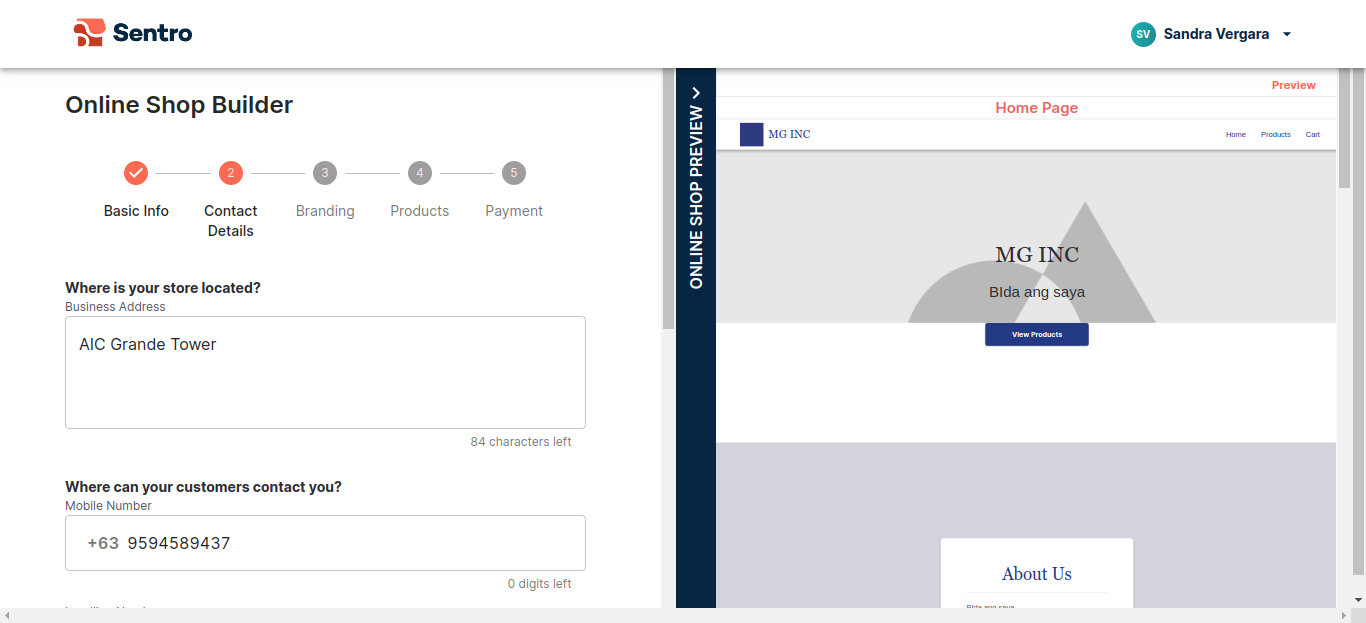 Sentro
SV Sandra Vergara
Online Shop Builder
2 3 4 5
Basic Info Contact Details Branding Products Payment
Where is your store located?
Business Address
AIC Grande Tower
84 characters left
Where can your customers contact you?
Mobile Number
+63 9594589437
0 digits left
ONLINE SHOP PREVIEW
Preview
Home Page
MG INC Home Products Cart
MG INC
BIda ang saya
View Products
About Us
BIda ang saya